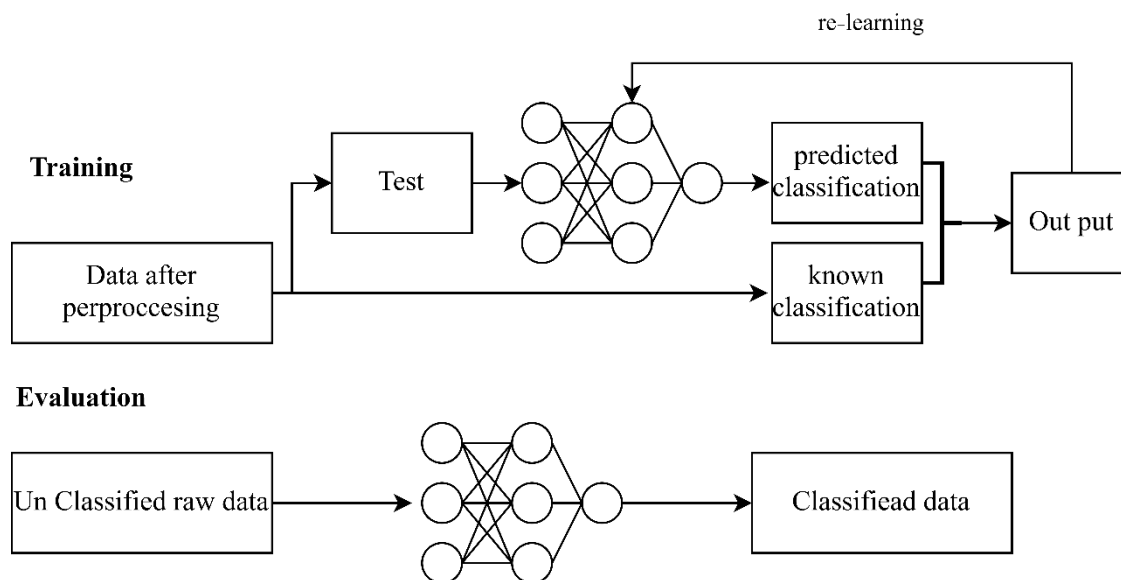 re-learning
Training
Test
predicted
classification
Out put
Data after
perproccesing
known
classification
Evaluation
Un Classified raw data
Classifiead data